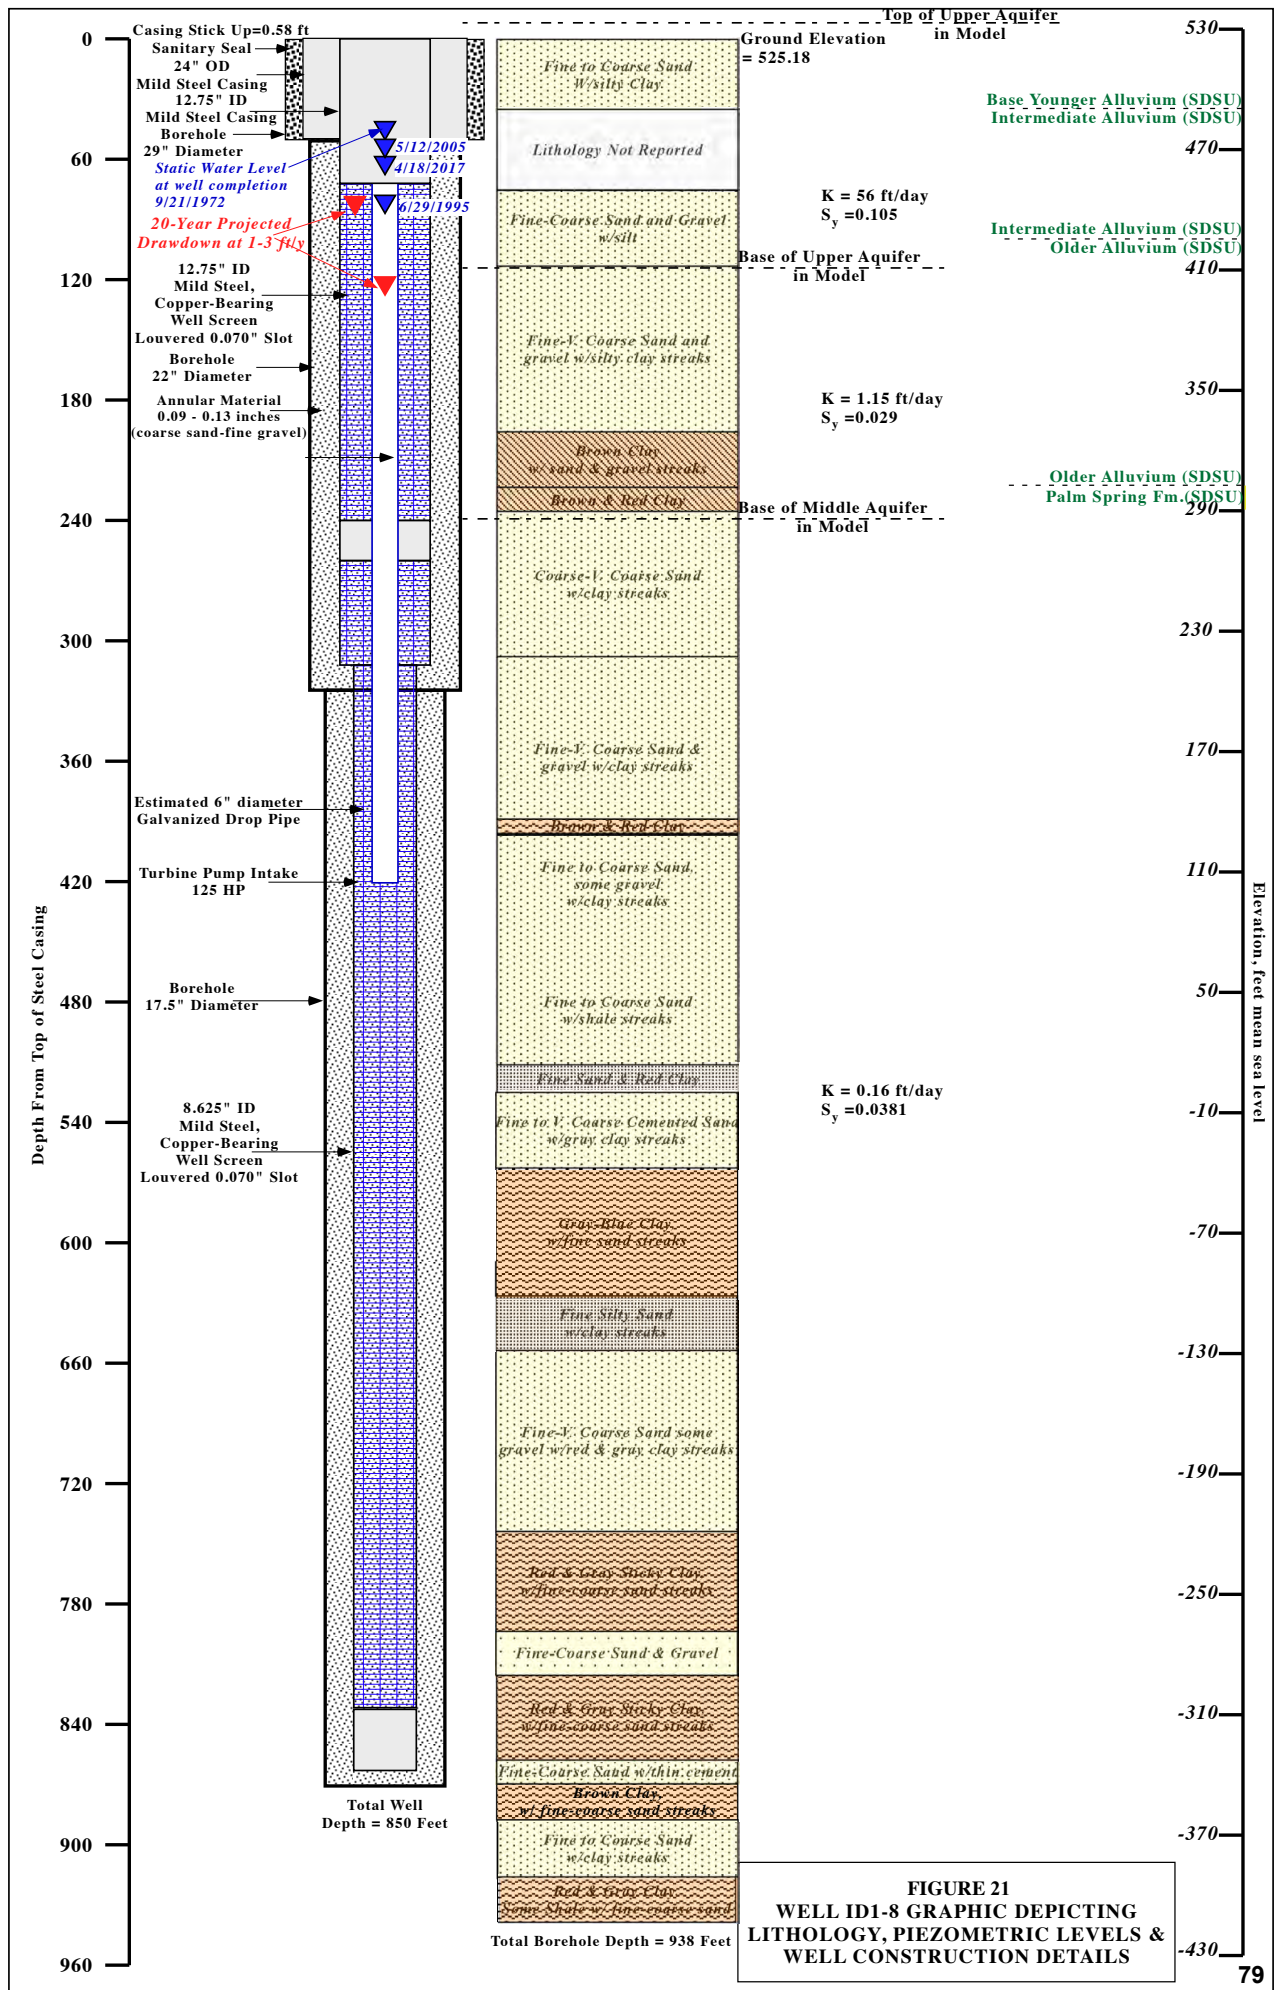 Casing Stick Up=0.58 ft
Sanitary Seal
24" OD
Mild Steel Casing
12.75" ID
Mild Steel Casing
Borehole
29" Diameter
Static Water Level
at well completion
9/21/1972
20-Year Projected
Drawdown at 1-3 ft/y
12.75" ID
Mild Steel,
Copper-Bearing
Well Screen
Louvered 0.070" Slot
Borehole
22" Diameter
Annular Material
0.09 - 0.13 inches
(coarse sand-fine gravel)
Estimated 6" diameter
Galvanized Drop Pipe
Turbine Pump Intake
125 HP
Borehole
17.5" Diameter
8.625" ID
Mild Steel,
Copper-Bearing
Well Screen
Louvered 0.070" Slot
Total Well
Depth = 850 Feet
5/12/2005
4/18/2017
6/29/1995
Depth From Top of Steel Casing
0
60
120
180
240
300
360
420
480
540
600
660
720
780
840
900
960
Fine to Coarse Sand
W/silty Clay
Lithology Not Reported
Fine-Coarse Sand and Gravel
w/silt
Fine-V. Coarse Sand and
gravel w/silty clay streaks
Brown Clay
w/ sand & gravel streaks
Brown & Red Clay
Coarse-V. Coarse Sand
w/clay streaks
Fine-V. Coarse Sand &
gravel w/clay streaks
Brown & Red Clay
Fine to Coarse Sand,
some gravel
w/clay streaks
Fine to Coarse Sand
w/shale streaks
Fine Sand & Red Clay
Fine to V. Coarse Cemented Sand
w/gray clay streaks
Gray-Blue Clay
w/fine sand streaks
Fine Silty Sand
w/clay streaks
Fine-V. Coarse Sand some
gravel w/red & gray clay streaks
Red & Gray Sticky Clay
w/fine-coarse sand streaks
Fine-Coarse Sand & Gravel
Red & Gray Sticky Clay,
w/fine-coarse sand streaks
Fine-Coarse Sand w/thin cement
Brown Clay,
w/ fine-coarse sand streaks
Fine to Coarse Sand
w/clay streaks
Red & Gray Clay
Some Shale w/ fine-coarse sand
Total Borehole Depth = 938 Feet
Top of Upper Aquifer
in Model
Ground Elevation
= 525.18
Base Younger Alluvium (SDSU)
Intermediate Alluvium (SDSU)
K = 56 ft/day
Sy =0.105
Intermediate Alluvium (SDSU)
Older Alluvium (SDSU)
Base of Upper Aquifer
in Model
K = 1.15 ft/day
Sy =0.029
Older Alluvium (SDSU)
Palm Spring Fm.(SDSU)
Base of Middle Aquifer
in Model
K = 0.16 ft/day
Sy =0.0381
530
470
410
350
290
230
170
110
50
-10
-70
-130
-190
-250
-310
-370
-430
Elevation, feet mean sea level
FIGURE 21
WELL ID1-8 GRAPHIC DEPICTING
LITHOLOGY, PIEZOMETRIC LEVELS &
WELL CONSTRUCTION DETAILS
79